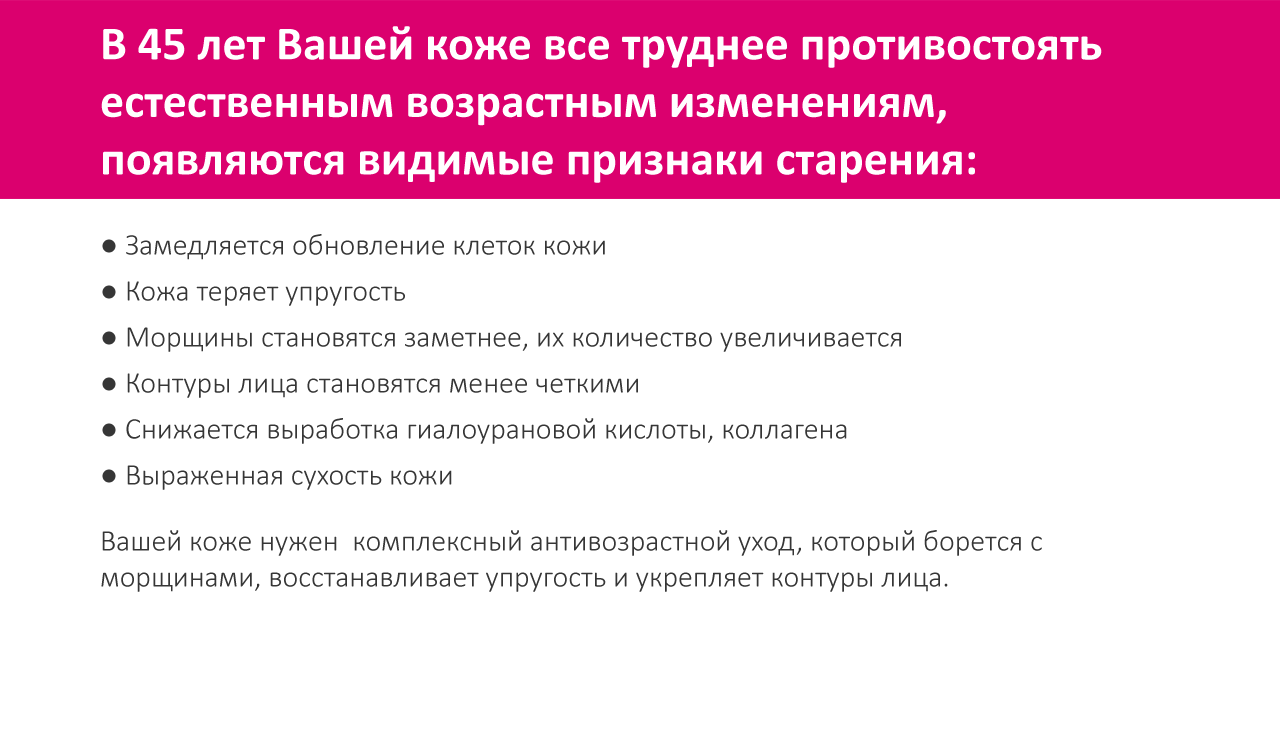 В 45 лет Вашей коже все труднее противостоять
естественным возрастным изменениям,
появляются видимые признаки старения:
● Замедляется обновление клеток кожи
● Кожа теряет упругость
● Морщины становятся заметнее, их количество увеличивается
● Контуры лица становятся менее четкими
● Снижается выработка гиалоурановой кислоты, коллагена
● Выраженная сухость кожи
Вашей коже нужен  комплексный антивозрастной уход, который борется с
морщинами, восстанавливает упругость и укрепляет контуры лица.